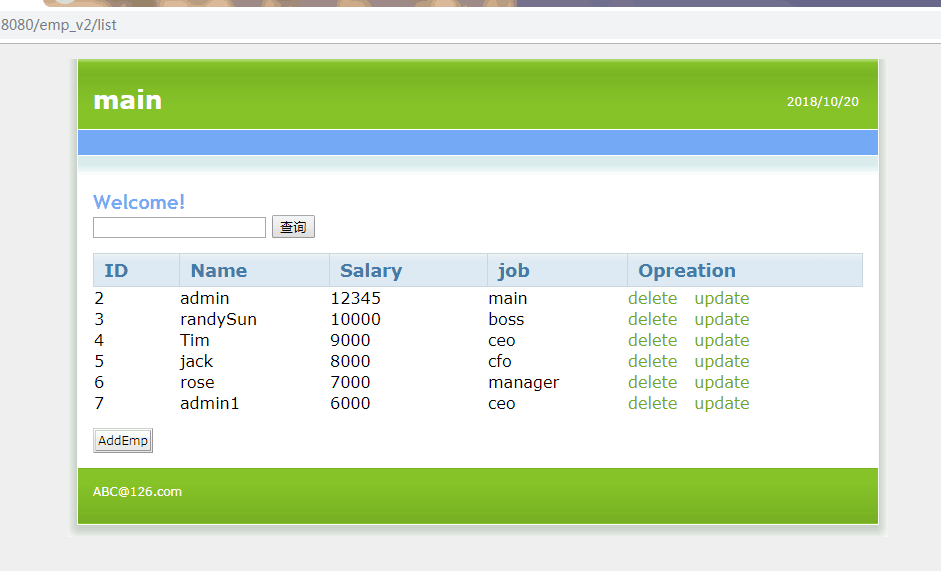 8080/emp_v2/list
main
2018/10/20
Welcome!
查询
ID Name Salary job Opreation
2 admin 12345 main delete update
3 randySun 10000 boss delete update
4 Tim 9000 ceo delete update
5 jack 8000 cfo delete update
6 rose 7000 manager delete update
7 admin1 6000 ceo delete update
AddEmp
ABC@126.com